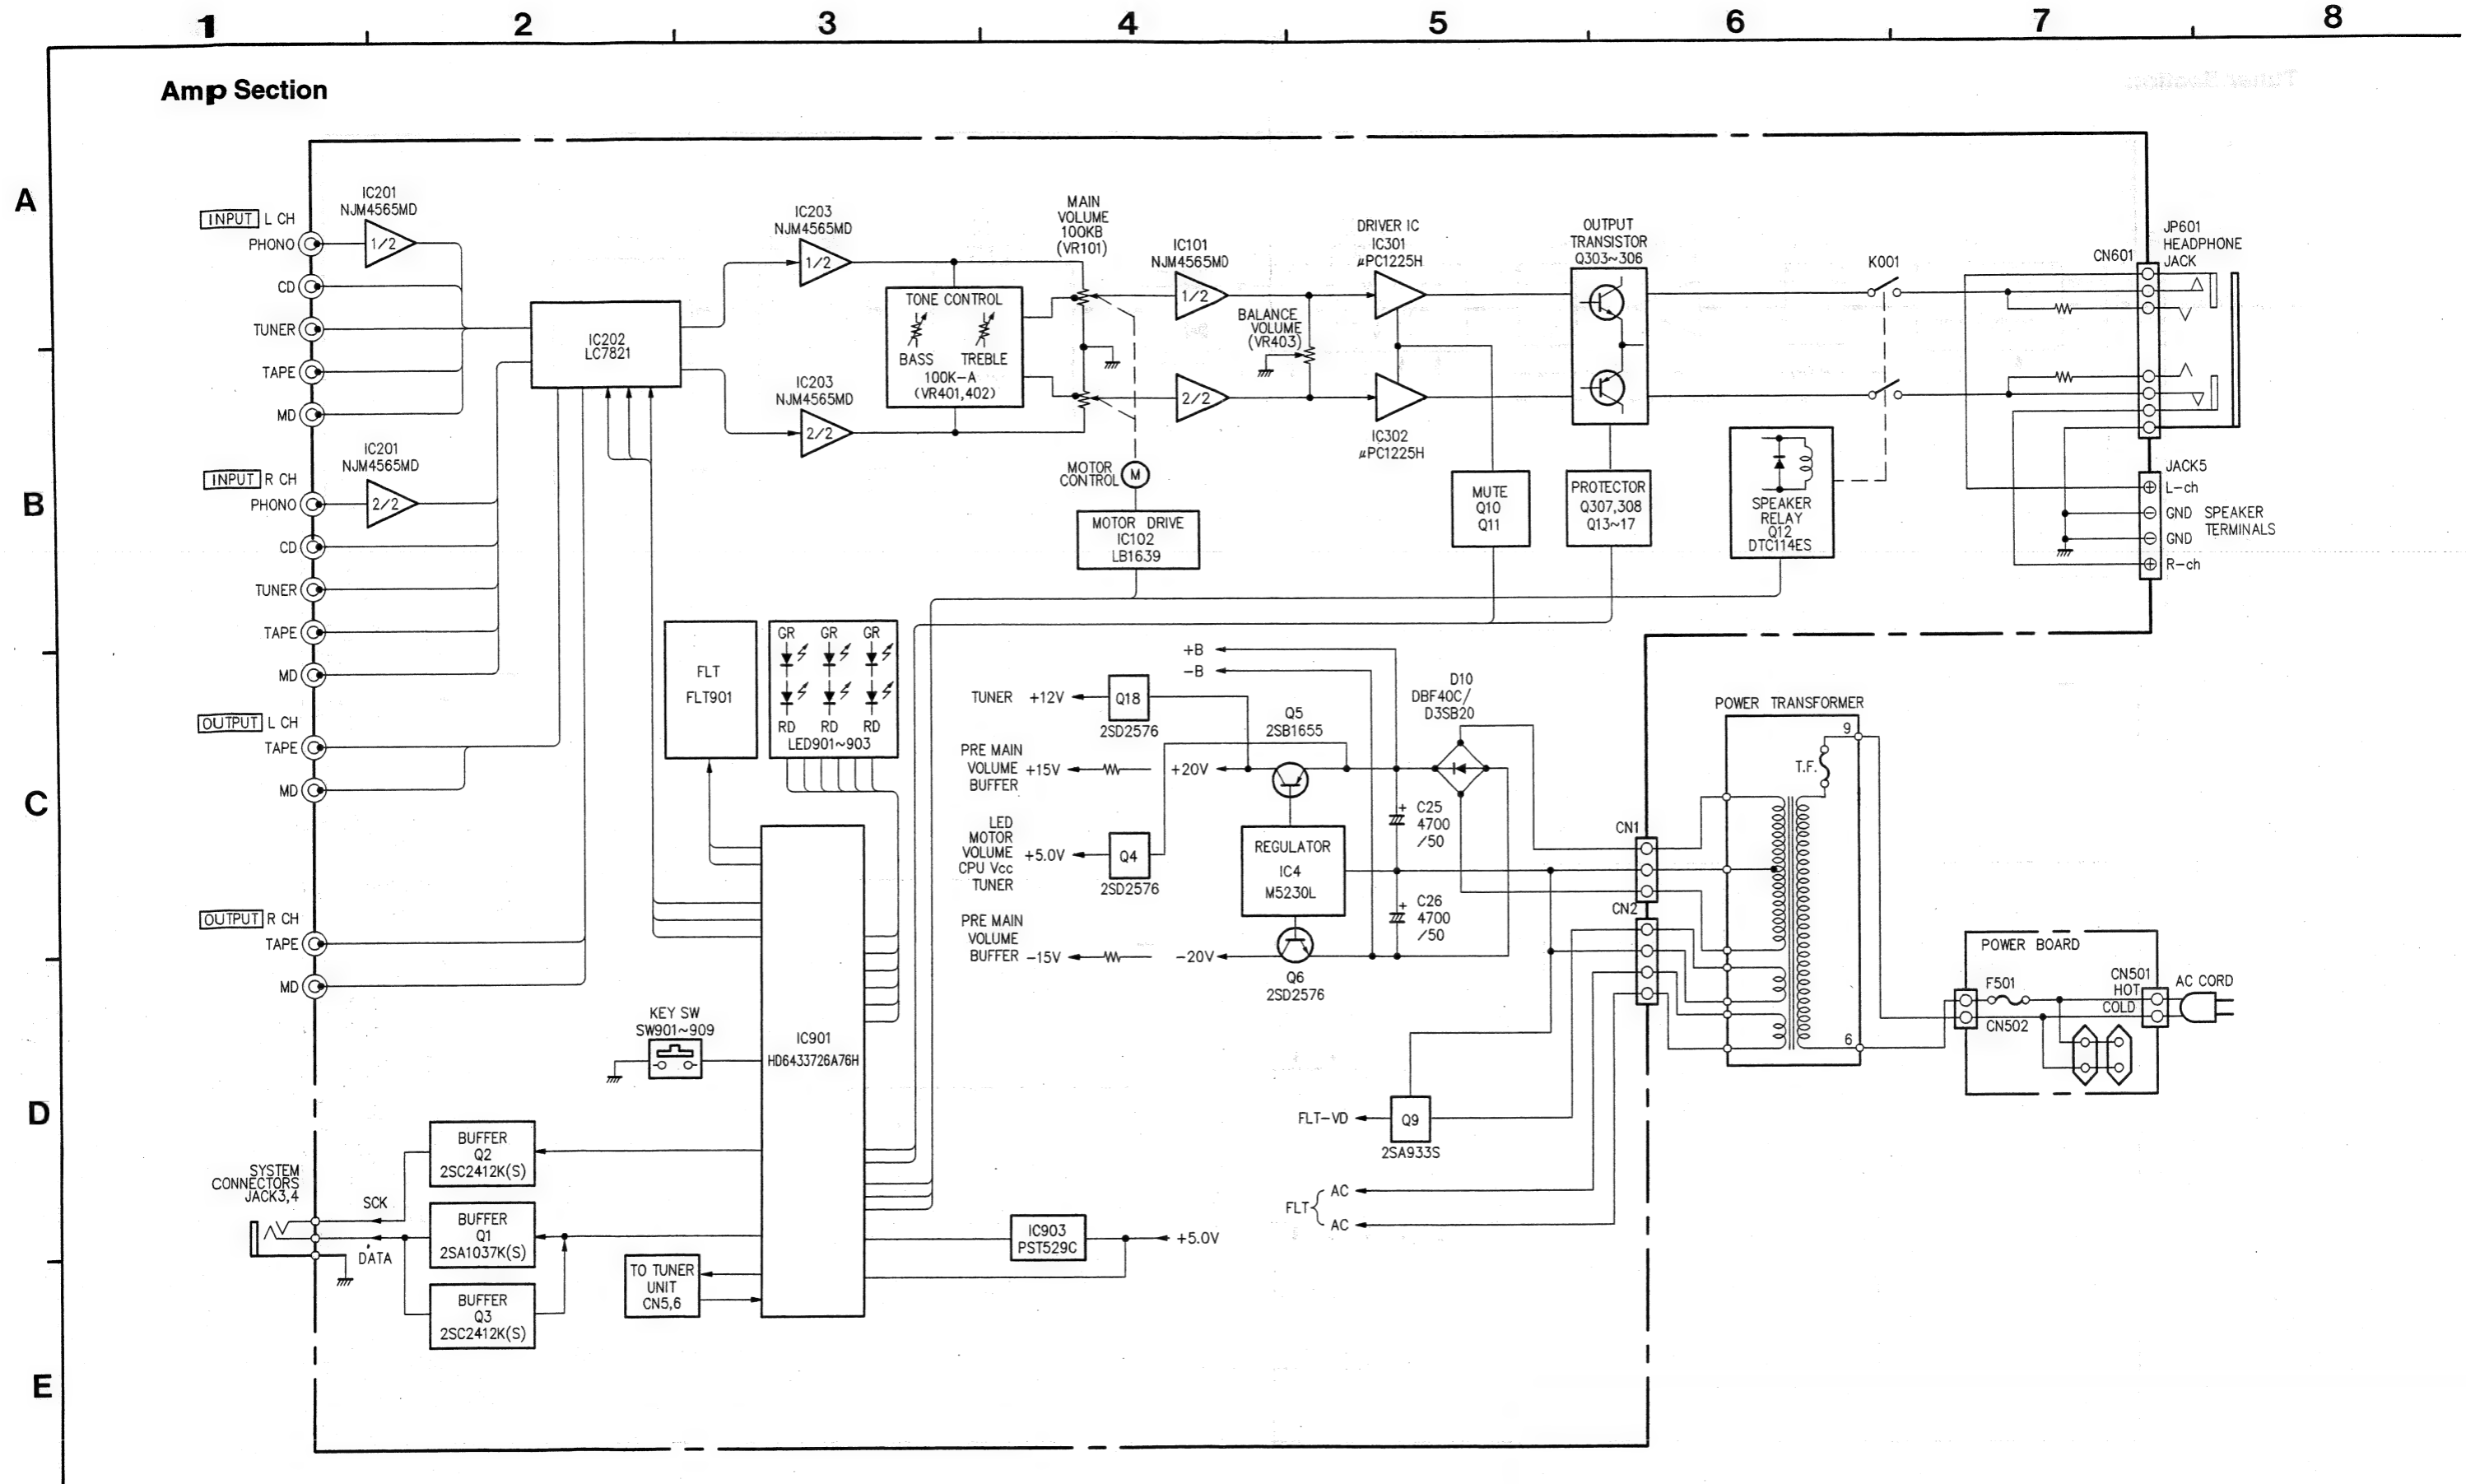 1 2 3 4 5 6 7 8
Amp Section
A
B
C
D
E
INPUT L CH
PHONO
CD
TUNER
TAPE
MD
IC201
NJM4565MD
1/2
INPUT R CH
PHONO
CD
TUNER
TAPE
MD
IC201
NJM4565MD
2/2
OUTPUT L CH
TAPE
MD
OUTPUT R CH
TAPE
MD
IC202
LC7821
IC203
NJM4565MD
1/2
IC203
NJM4565MD
2/2
TONE CONTROL
BASS TREBLE
100K-A
(VR401,402)
MAIN
VOLUME
100KB
(VR101)
MOTOR
CONTROL
M
MOTOR DRIVE
IC102
LB1639
IC101
NJM4565MD
1/2
2/2
BALANCE
VOLUME
(VR403)
DRIVER IC
IC301
μPC1225H
IC302
μPC1225H
MUTE
Q10
Q11
OUTPUT
TRANSISTOR
Q303~306
PROTECTOR
Q307,308
Q13~17
K001
SPEAKER
RELAY
Q12
DTC114ES
CN601
JP601
HEADPHONE
JACK
JACK5
L-ch
GND
GND
R-ch
SPEAKER
TERMINALS
FLT
FLT901
GR GR GR
RD RD RD
LED901~903
+B
-B
TUNER +12V
Q18
2SD2576
PRE MAIN
VOLUME
BUFFER
+15V
+20V
Q5
2SB1655
D10
DBF40C/
D3SB20
LED
MOTOR
VOLUME
CPU Vcc
TUNER
+5.0V
Q4
2SD2576
REGULATOR
IC4
M5230L
+ C25
4700
/50
+ C26
4700
/50
PRE MAIN
VOLUME
BUFFER
-15V
-20V
Q6
2SD2576
CN1
CN2
POWER TRANSFORMER
9
T.F.
6
POWER BOARD
F501
CN502
CN501
HOT
COLD
AC CORD
KEY SW
SW901~909
IC901
HD6433726A76H
FLT-VD
Q9
2SA933S
FLT
AC
AC
SYSTEM
CONNECTORS
JACK3,4
SCK
DATA
BUFFER
Q2
2SC2412K(S)
BUFFER
Q1
2SA1037K(S)
BUFFER
Q3
2SC2412K(S)
TO TUNER
UNIT
CN5,6
IC903
PST529C
+5.0V